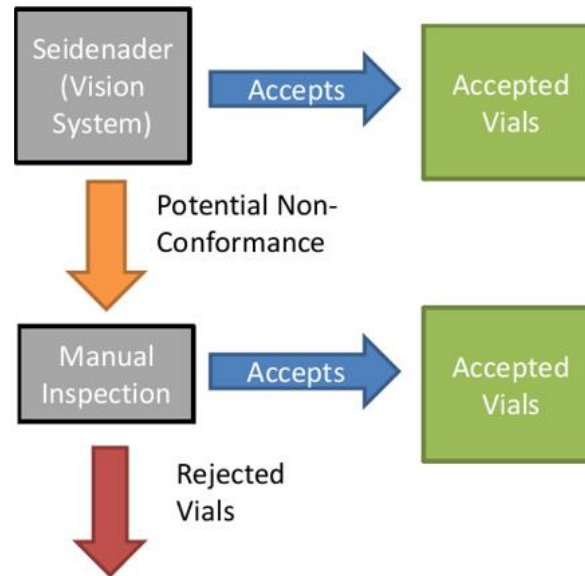 Seidenader
(Vision
System)
Accepts
Accepted
Vials
Potential Non-
Conformance
Manual
Inspection
Accepts
Accepted
Vials
Rejected
Vials